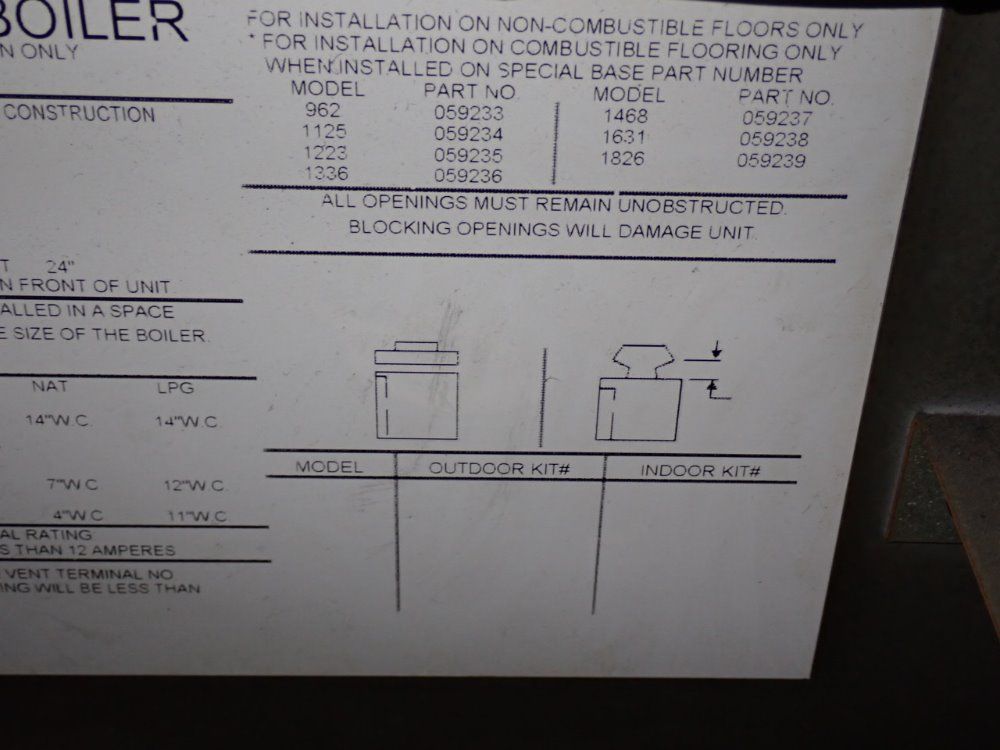 BOILER
N ONLY
CONSTRUCTION
T 24"
N FRONT OF UNIT
ALLED IN A SPACE
E SIZE OF THE BOILER.
NAT LPG
14"W.C. 14"W.C.
7"W.C 12"W.C.
4"W.C 11"W.C.
AL RATING
S THAN 12 AMPERES
VENT TERMINAL NO
ING WILL BE LESS THAN
FOR INSTALLATION ON NON-COMBUSTIBLE FLOORS ONLY
* FOR INSTALLATION ON COMBUSTIBLE FLOORING ONLY
WHEN INSTALLED ON SPECIAL BASE PART NUMBER
MODEL PART NO. MODEL PART NO.
962 059233 1468 059237
1125 059234 1631 059238
1223 059235 1826 059239
1336 059236
ALL OPENINGS MUST REMAIN UNOBSTRUCTED.
BLOCKING OPENINGS WILL DAMAGE UNIT.
MODEL OUTDOOR KIT# INDOOR KIT#